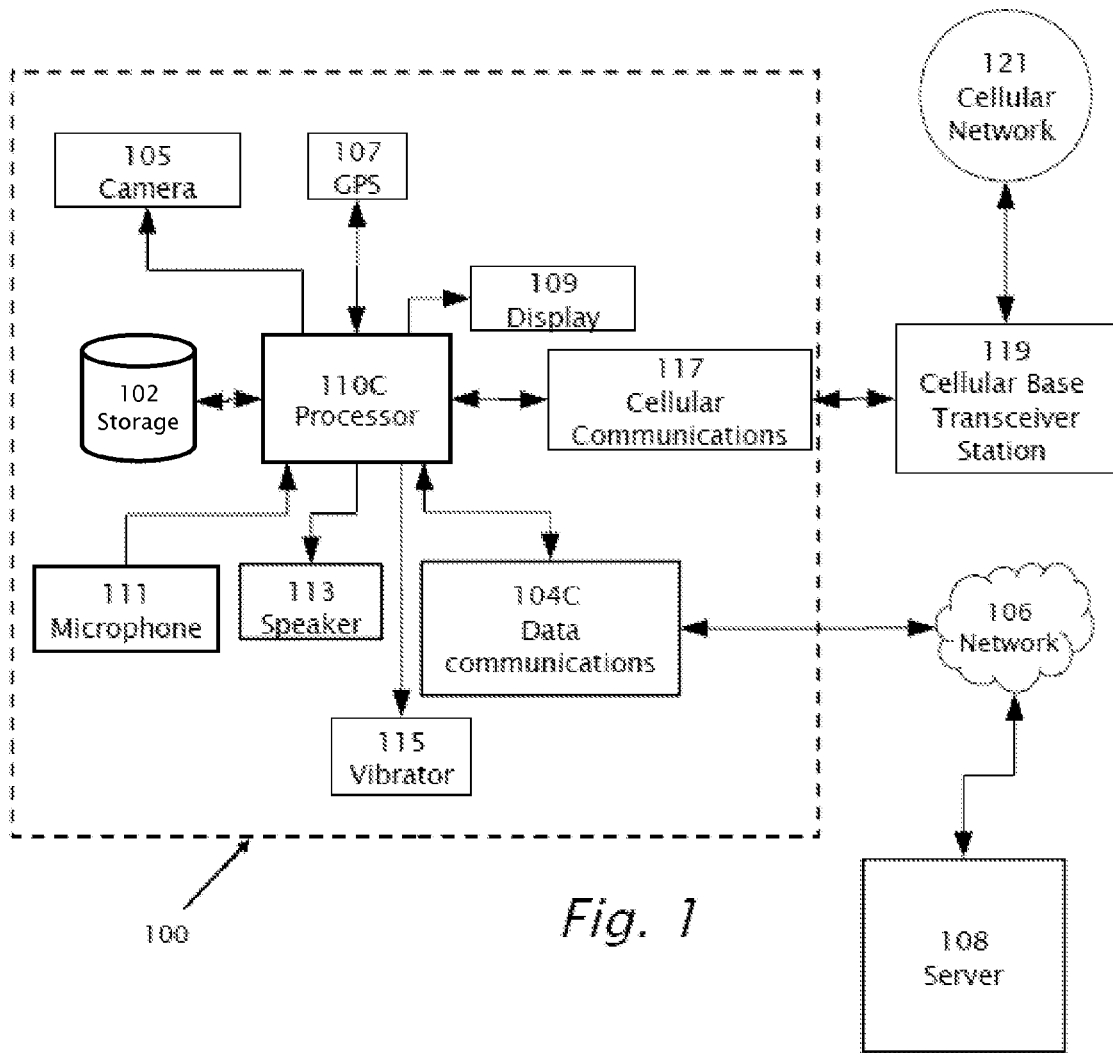 121
Cellular
Network
105
Camera
107
GPS
109
Display
119
Cellular Base
Transceiver
Station
117
Cellular
Communications
110C
Processor
102
Storage
111
Microphone
113
Speaker
104C
Data
communications
106
Network
115
Vibrator
100
Fig. 1
108
Server